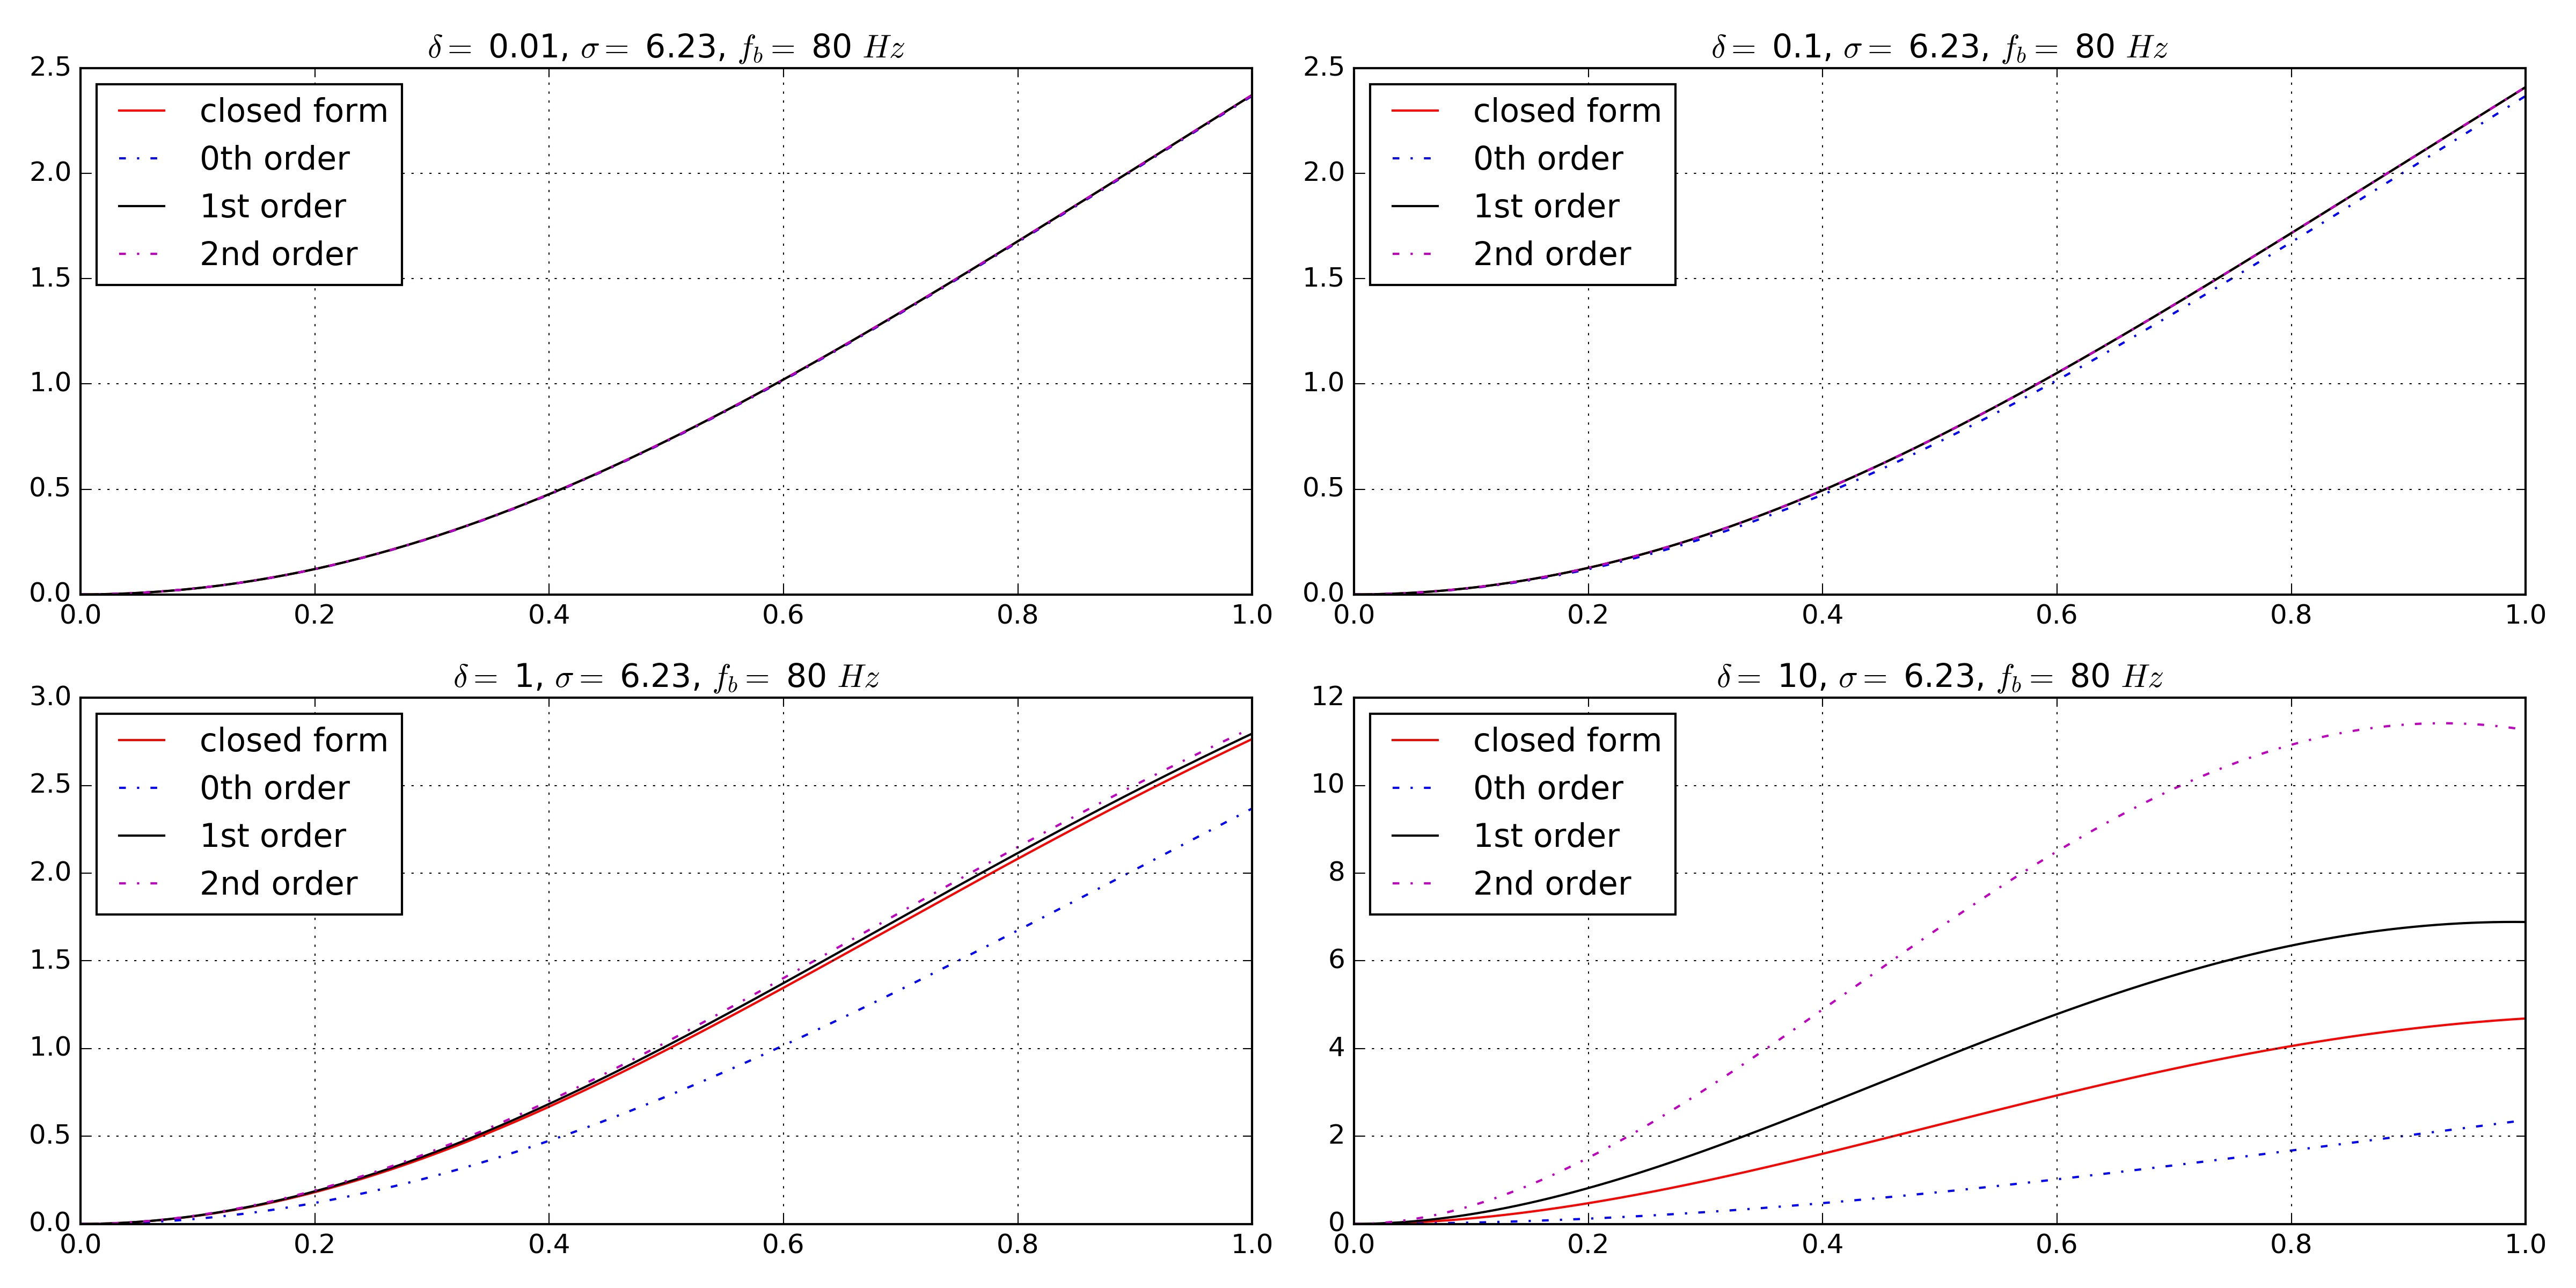 δ = 0.01, σ = 6.23, f_b = 80 Hz
2.5
2.0
1.5
1.0
0.5
0.0
closed form
0th order
1st order
2nd order
0.0 0.2 0.4 0.6 0.8 1.0
δ = 0.1, σ = 6.23, f_b = 80 Hz
2.5
2.0
1.5
1.0
0.5
0.0
closed form
0th order
1st order
2nd order
0.0 0.2 0.4 0.6 0.8 1.0
δ = 1, σ = 6.23, f_b = 80 Hz
3.0
2.5
2.0
1.5
1.0
0.5
0.0
closed form
0th order
1st order
2nd order
0.0 0.2 0.4 0.6 0.8 1.0
δ = 10, σ = 6.23, f_b = 80 Hz
12
10
8
6
4
2
0
closed form
0th order
1st order
2nd order
0.0 0.2 0.4 0.6 0.8 1.0